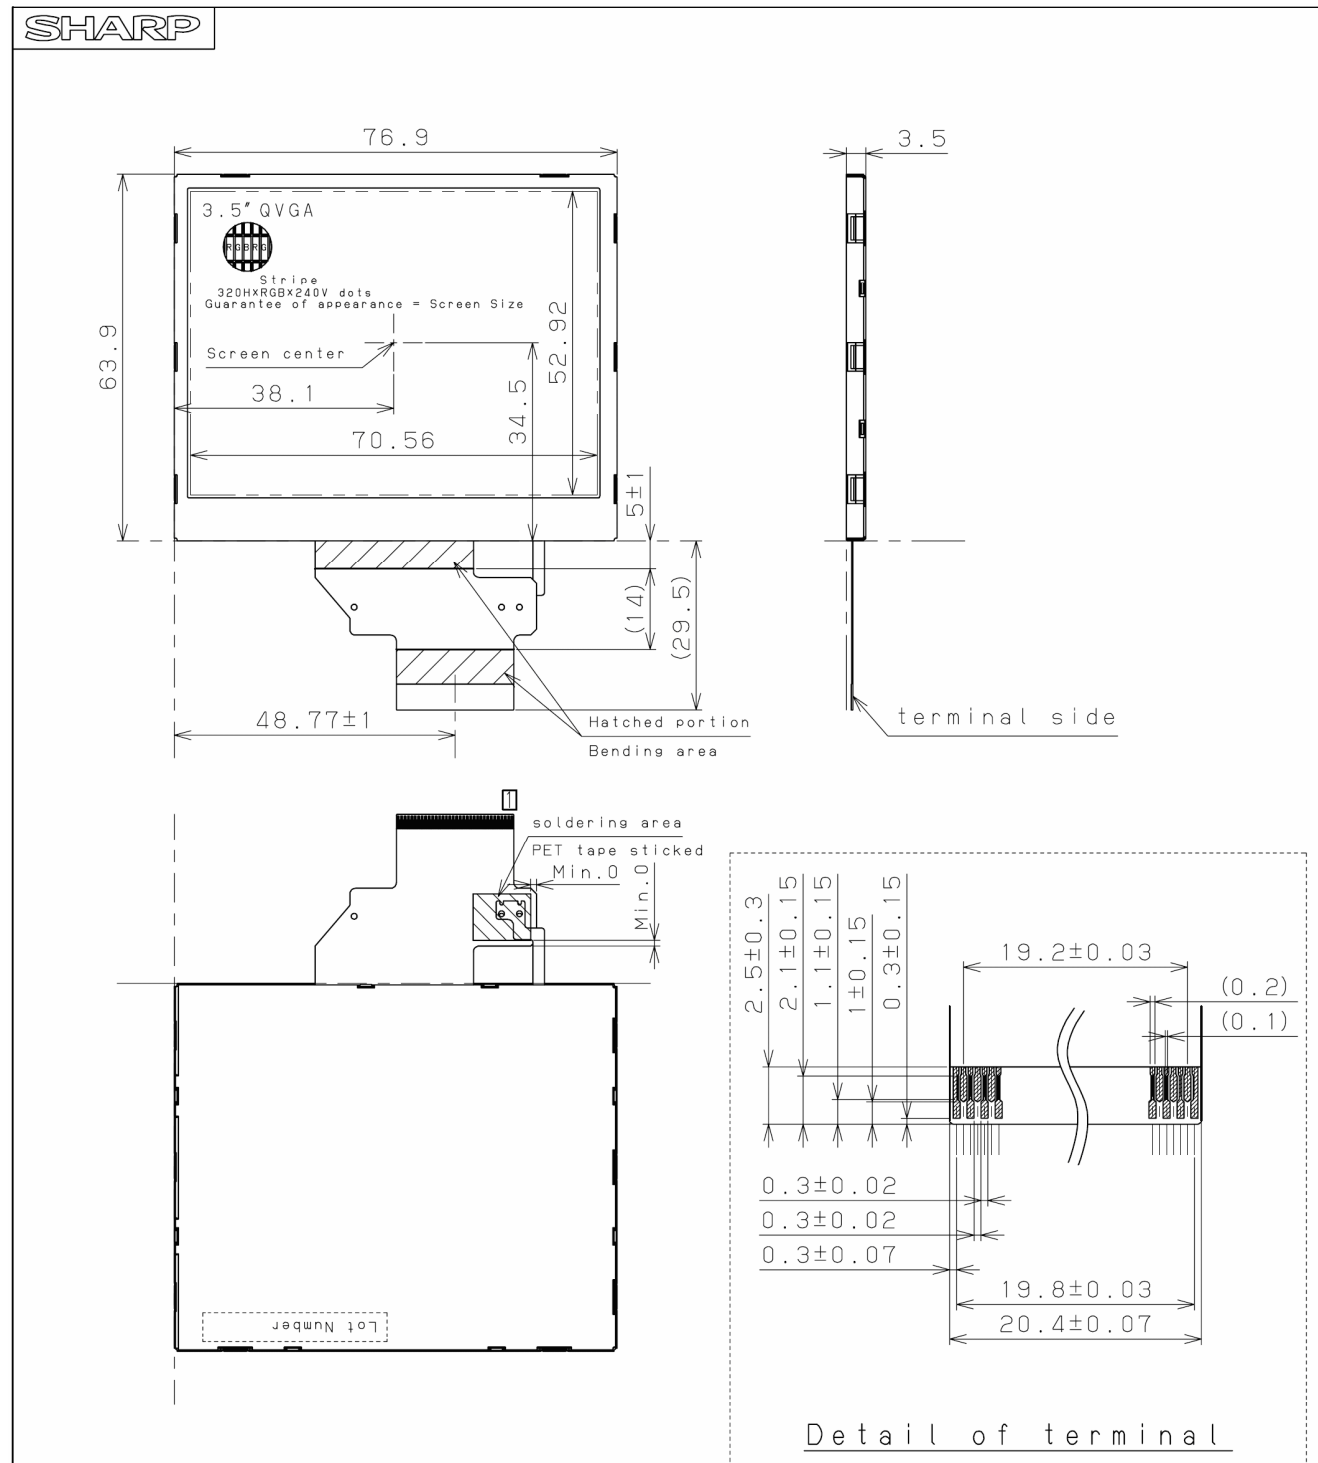 SHARP
76.9
3.5
3.5" QVGA
RGBRG
Stripe
320H×RGB×240V dots
Guarantee of appearance = Screen Size
63.9
52.92
Screen center
38.1
34.5
70.56
5±1
(14)
(29.5)
48.77±1
Hatched portion
Bending area
terminal side
1
soldering area
PET tape sticked
Min.0
Min.0
2.5±0.3
2.1±0.15
1.1±0.15
1±0.15
0.3±0.15
19.2±0.03
(0.2)
(0.1)
0.3±0.02
0.3±0.02
0.3±0.07
19.8±0.03
20.4±0.07
Lot Number
Detail of terminal